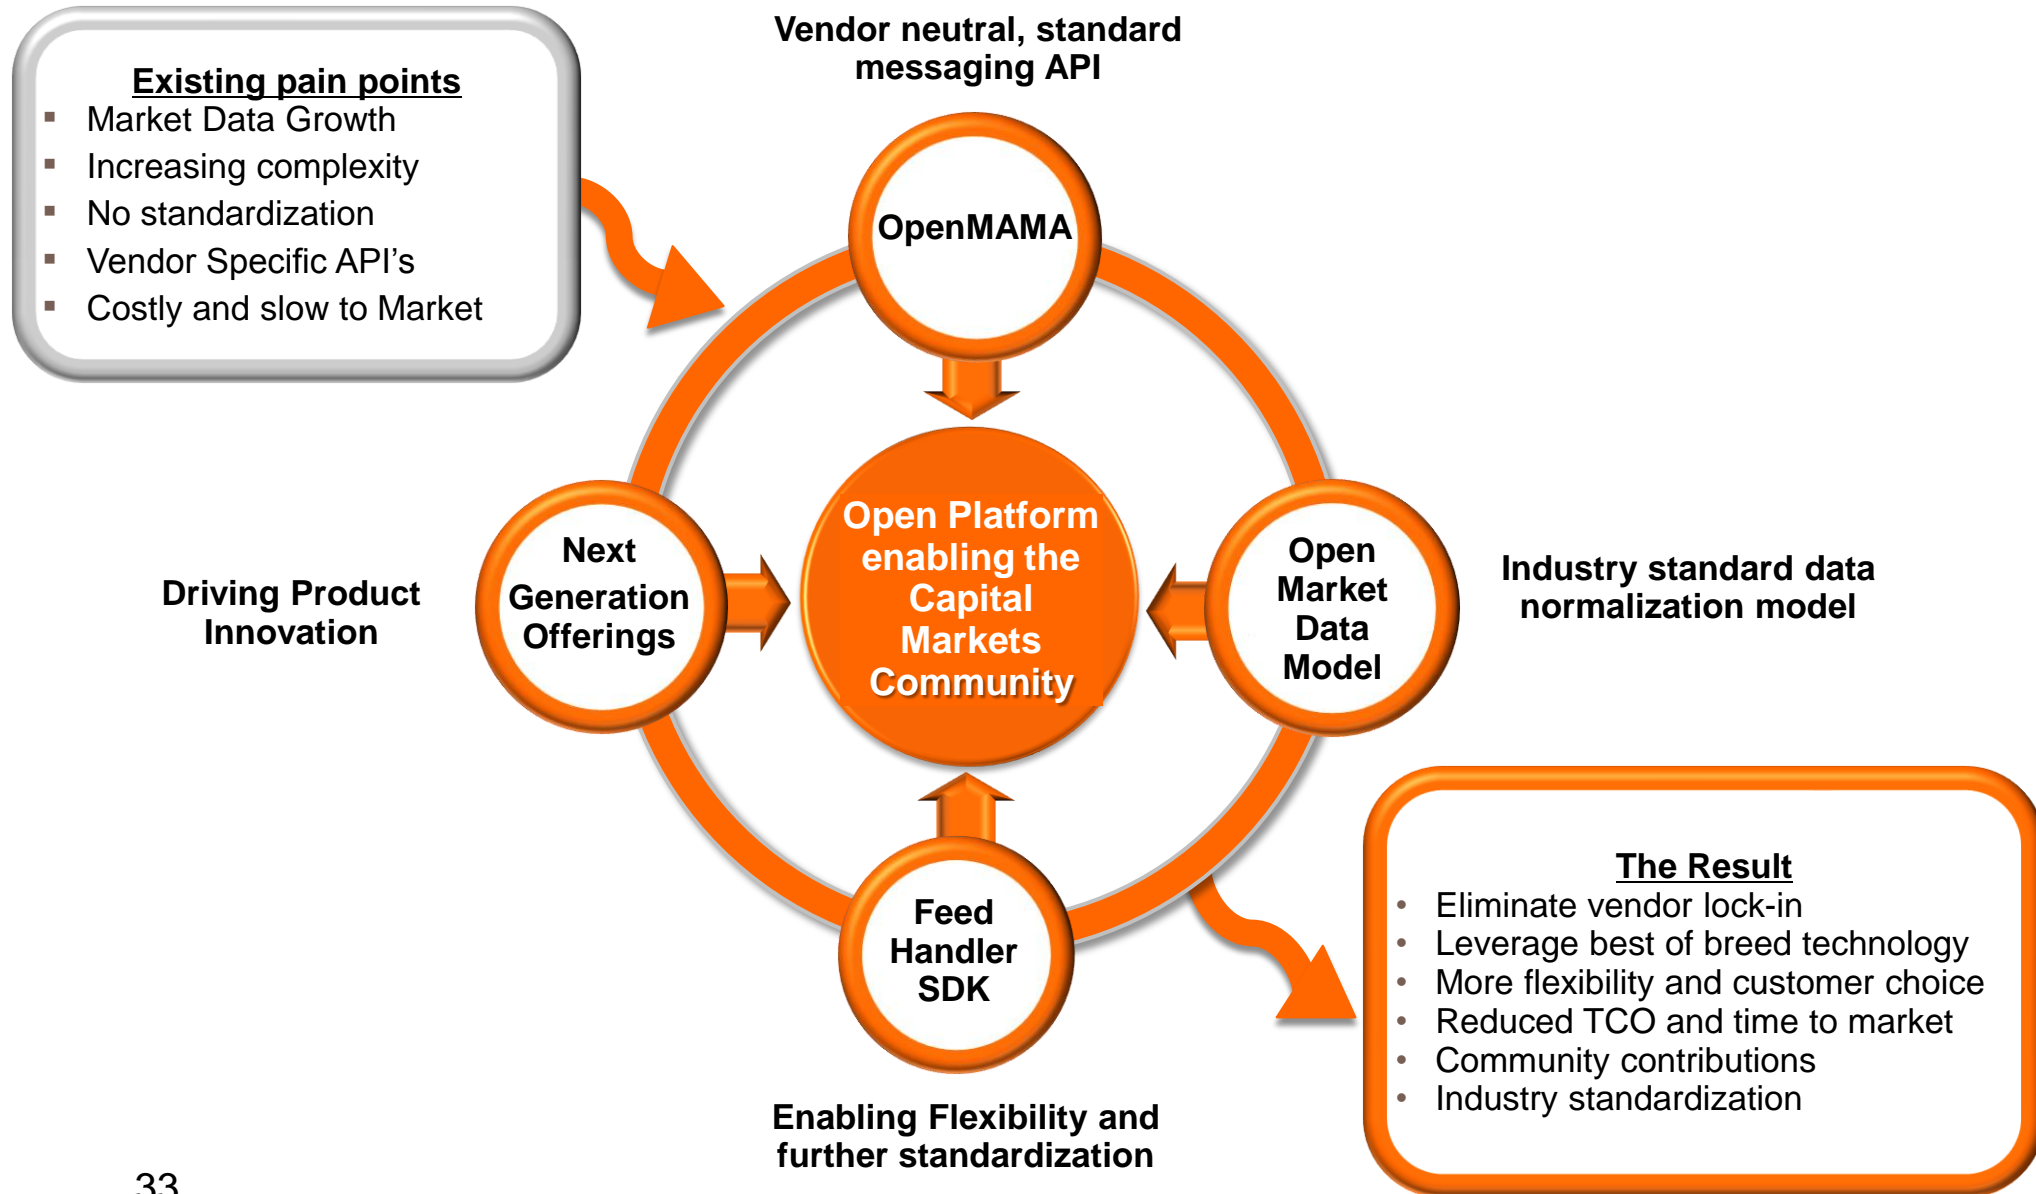 Vendor neutral, standard
messaging API
Existing pain points
▪ Market Data Growth
▪ Increasing complexity
▪ No standardization
▪ Vendor Specific API’s
▪ Costly and slow to Market
OpenMAMA
Next
Generation
Offerings
Driving Product
Innovation
Open Platform
enabling the
Capital
Markets
Community
Open
Market
Data
Model
Industry standard data
normalization model
Feed
Handler
SDK
Enabling Flexibility and
further standardization
The Result
• Eliminate vendor lock-in
• Leverage best of breed technology
• More flexibility and customer choice
• Reduced TCO and time to market
• Community contributions
• Industry standardization
33